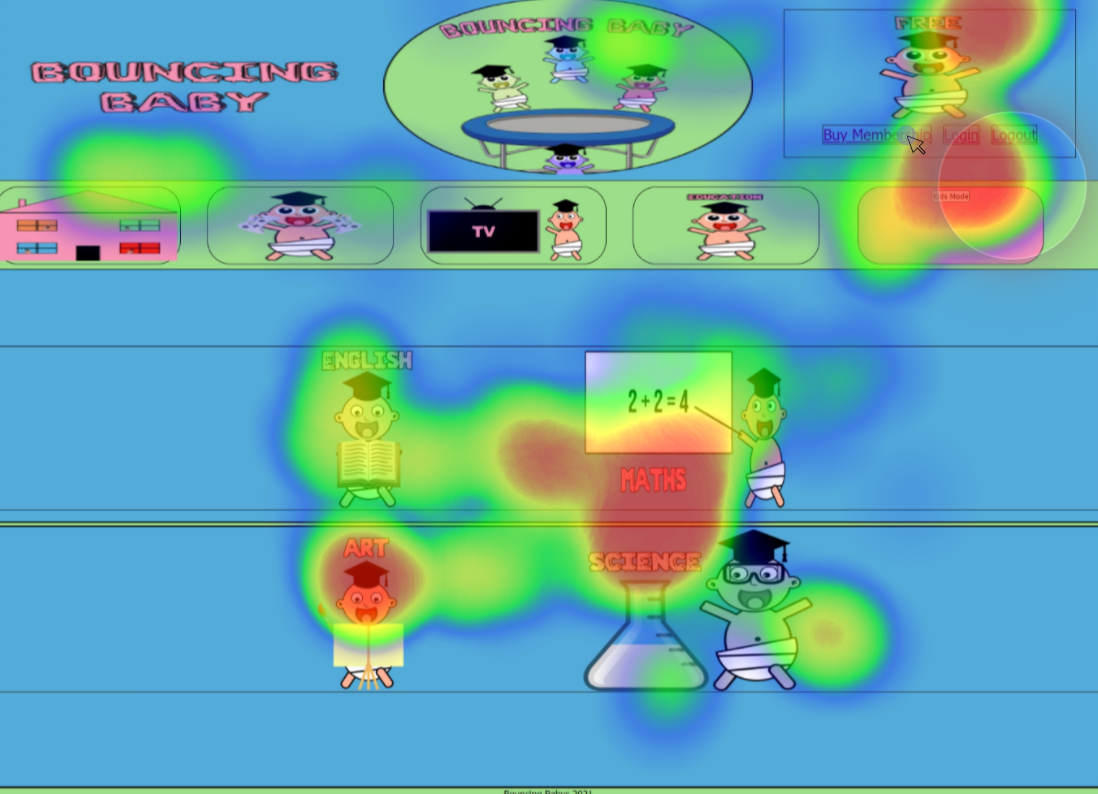 BOUNCING
BABY
BOUNCING BABY
FREE
Buy Membership Login Logout
TV
EDUCATION
Kids Mode
ENGLISH
2+2=4
MATHS
ART
SCIENCE
Bouncing Babys 2021